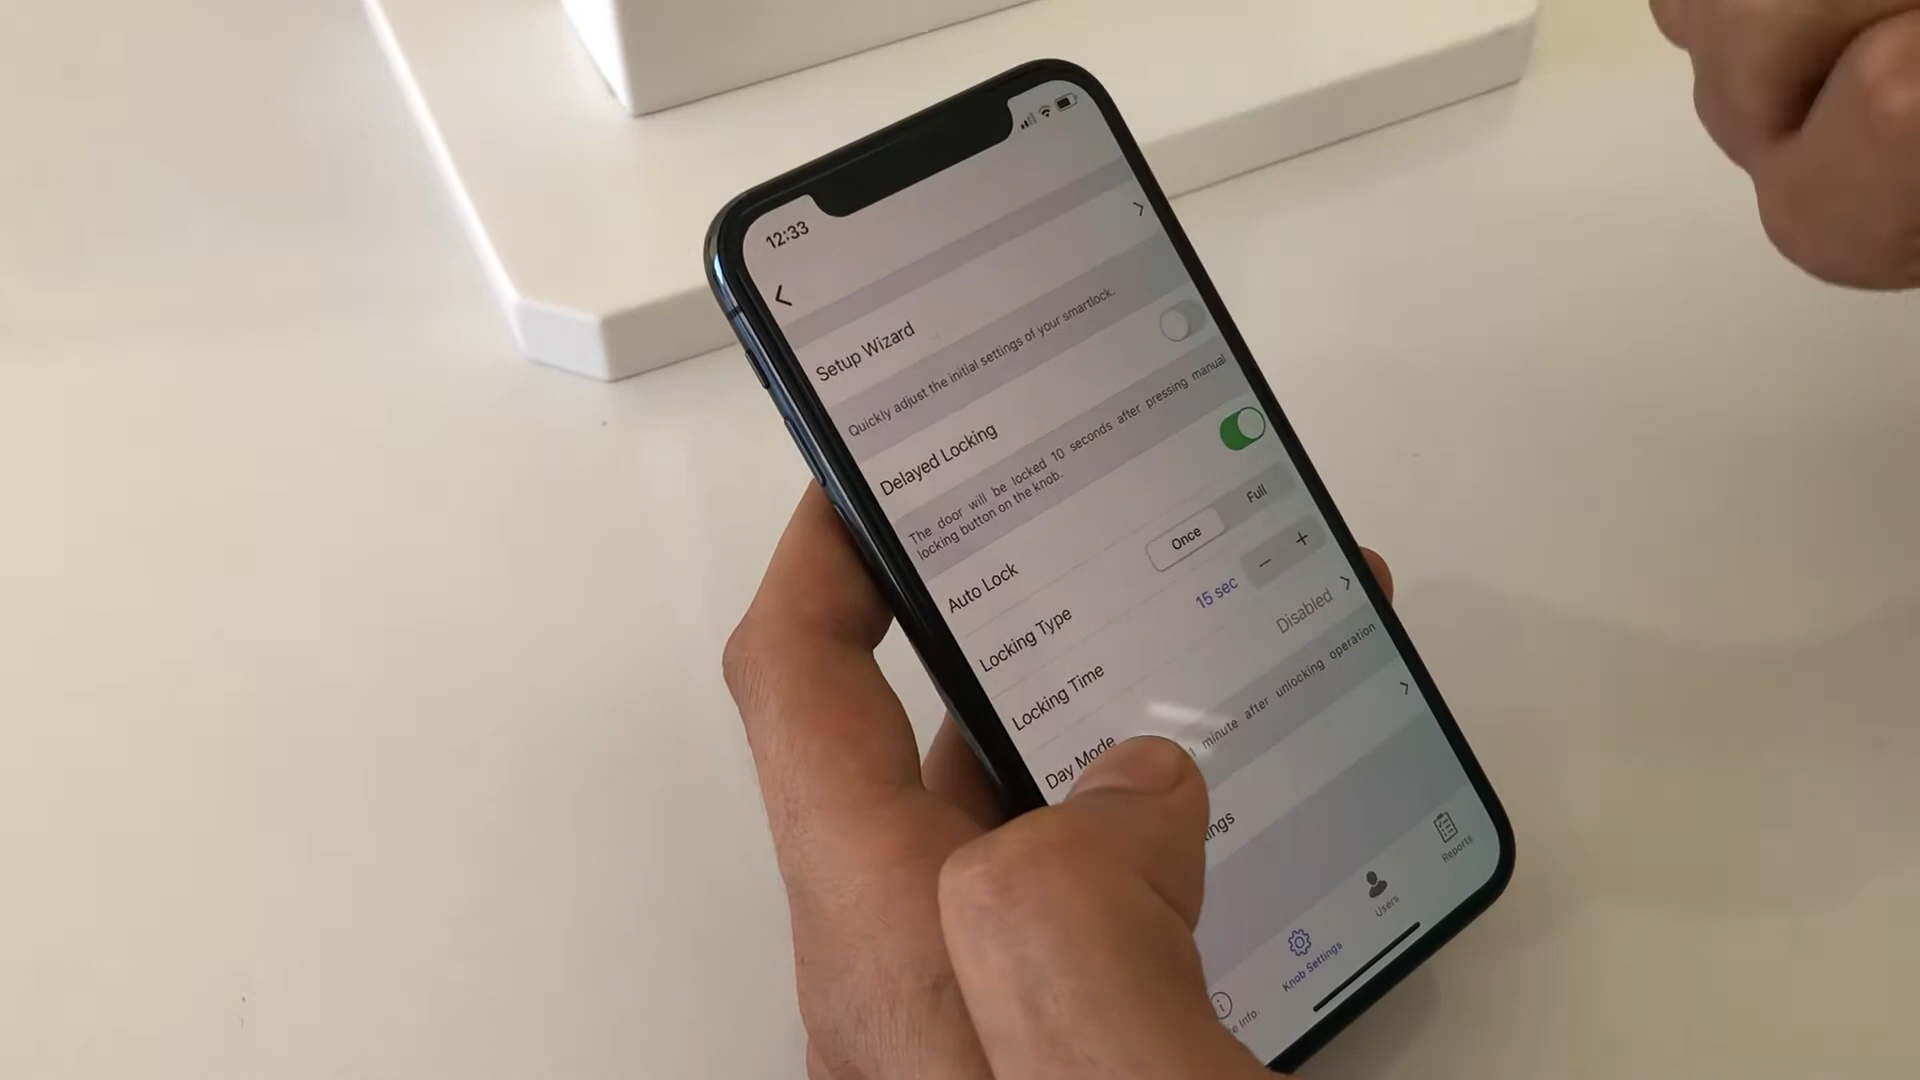 12:33
Setup Wizard
Quickly adjust the initial settings of your smartlock.
Delayed Locking
The door will be locked 10 seconds after pressing manual
locking button on the knob.
Auto Lock
Locking Type Once Full
Locking Time 15 sec − +
Day Mode Disabled
1 minute after unlocking operation
Info.
Knob Settings
Users
Reports